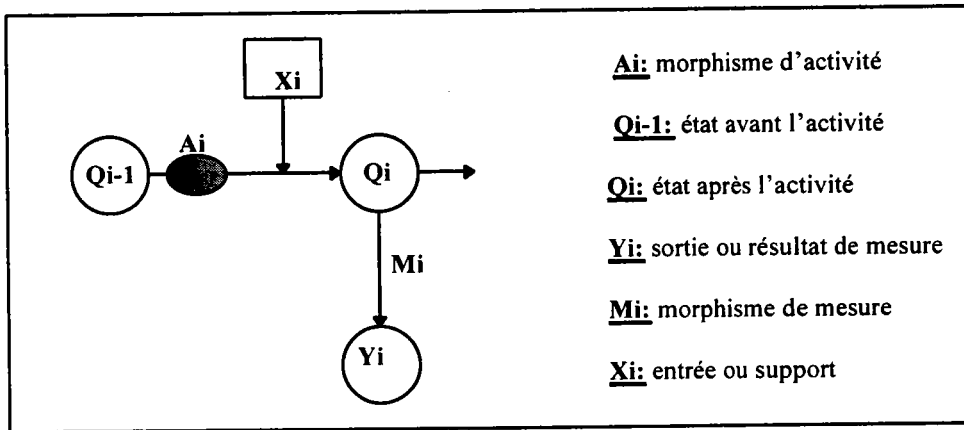 Xi
Ai
Qi-1
Qi
Mi
Yi
Ai: morphisme d'activité
Qi-1: état avant l'activité
Qi: état après l'activité
Yi: sortie ou résultat de mesure
Mi: morphisme de mesure
Xi: entrée ou support